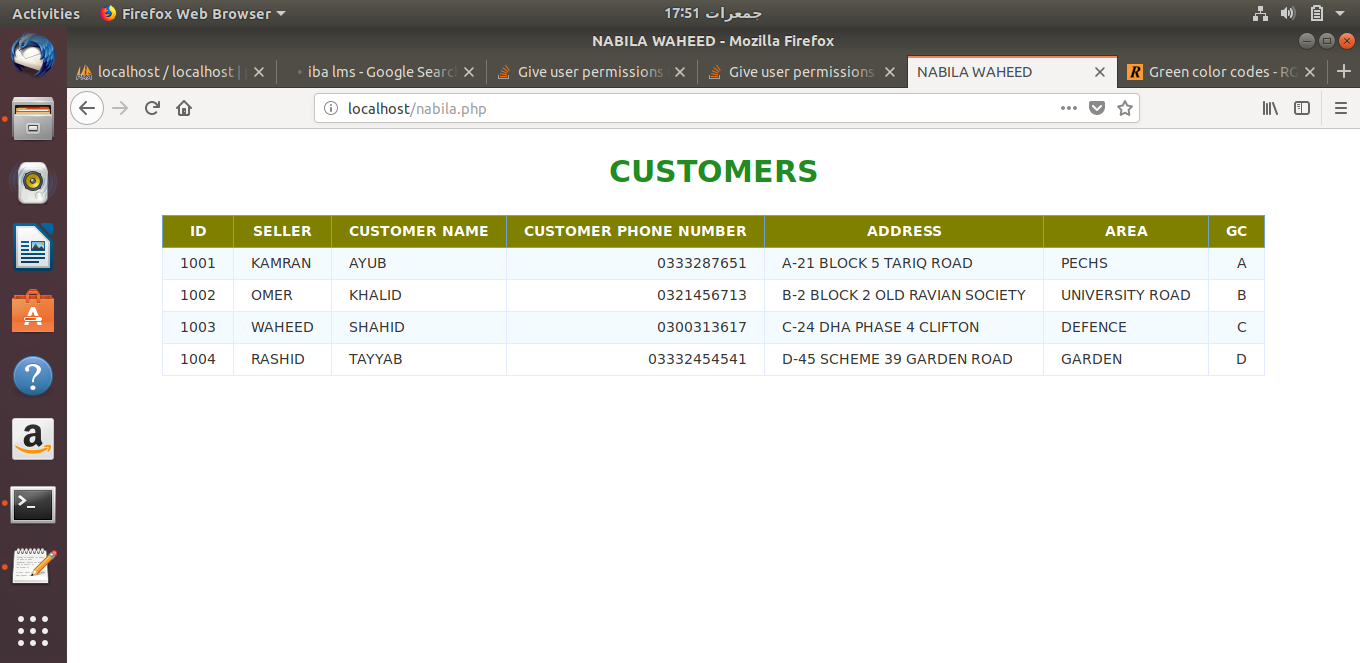 Activities Firefox Web Browser جمعرات 17:51
NABILA WAHEED - Mozilla Firefox
localhost / localhost | iba lms - Google Searc Give user permissions Give user permissions NABILA WAHEED Green color codes - RG
localhost/nabila.php
CUSTOMERS
ID SELLER CUSTOMER NAME CUSTOMER PHONE NUMBER ADDRESS AREA GC
1001 KAMRAN AYUB 0333287651 A-21 BLOCK 5 TARIQ ROAD PECHS A
1002 OMER KHALID 0321456713 B-2 BLOCK 2 OLD RAVIAN SOCIETY UNIVERSITY ROAD B
1003 WAHEED SHAHID 0300313617 C-24 DHA PHASE 4 CLIFTON DEFENCE C
1004 RASHID TAYYAB 03332454541 D-45 SCHEME 39 GARDEN ROAD GARDEN D